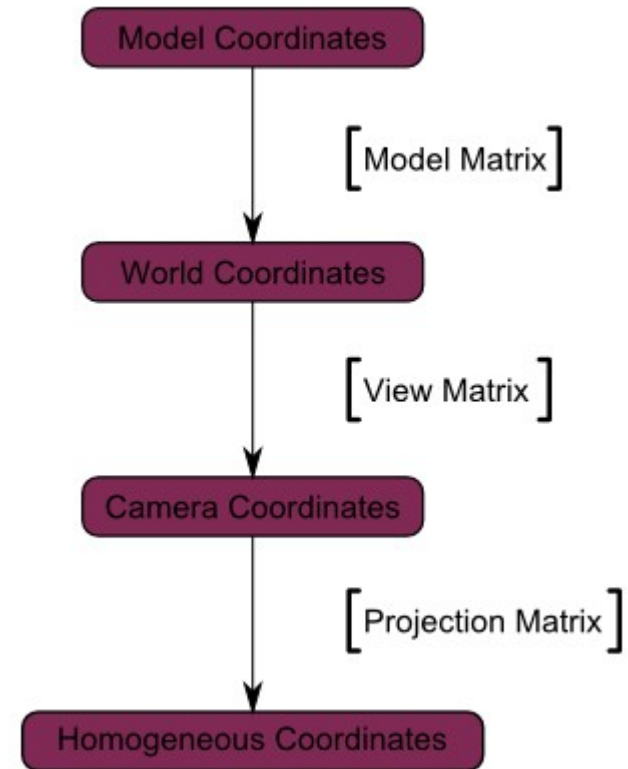 Model Coordinates
[Model Matrix]
World Coordinates
[View Matrix]
Camera Coordinates
[Projection Matrix]
Homogeneous Coordinates